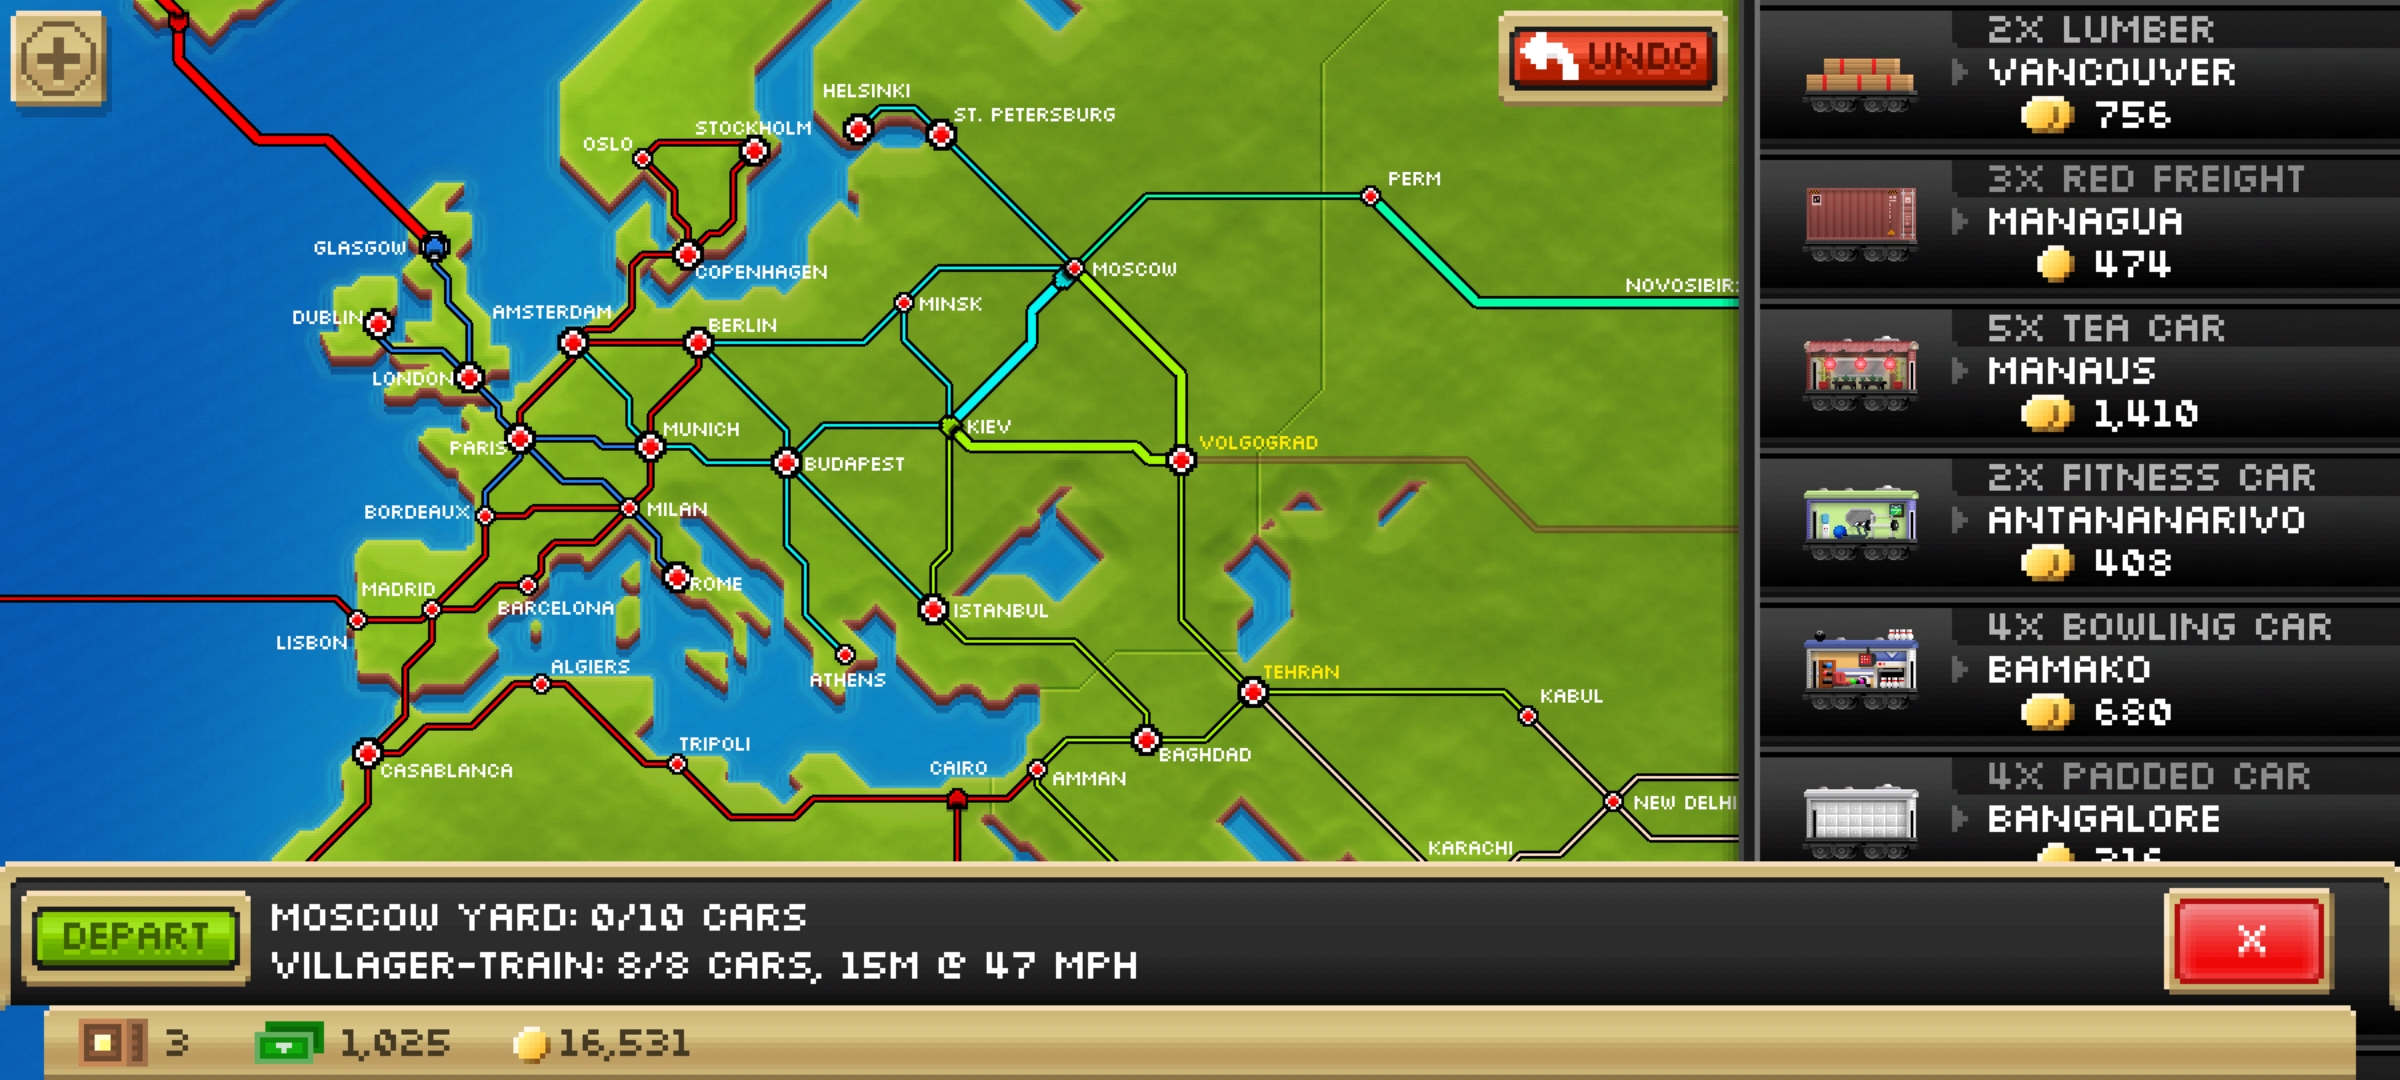 UNDO
HELSINKI
ST. PETERSBURG
STOCKHOLM
OSLO
PERM
GLASGOW
COPENHAGEN
MOSCOW
NOVOSIBIR
DUBLIN
AMSTERDAM
BERLIN
MINSK
LONDON
PARIS
MUNICH
BUDAPEST
KIEV
VOLGOGRAD
BORDEAUX
MILAN
MADRID
BARCELONA
ROME
ISTANBUL
LISBON
ALGIERS
ATHENS
TEHRAN
KABUL
CASABLANCA
TRIPOLI
CAIRO
AMMAN
BAGHDAD
NEW DELHI
KARACHI
2X LUMBER
VANCOUVER
756
3X RED FREIGHT
MANAGUA
474
5X TEA CAR
MANAUS
1,410
2X FITNESS CAR
ANTANANARIVO
408
4X BOWLING CAR
BAMAKO
680
4X PADDED CAR
BANGALORE
DEPART
MOSCOW YARD: 0/10 CARS
VILLAGER-TRAIN: 8/8 CARS, 15M @ 47 MPH
X
3
1,025
16,531